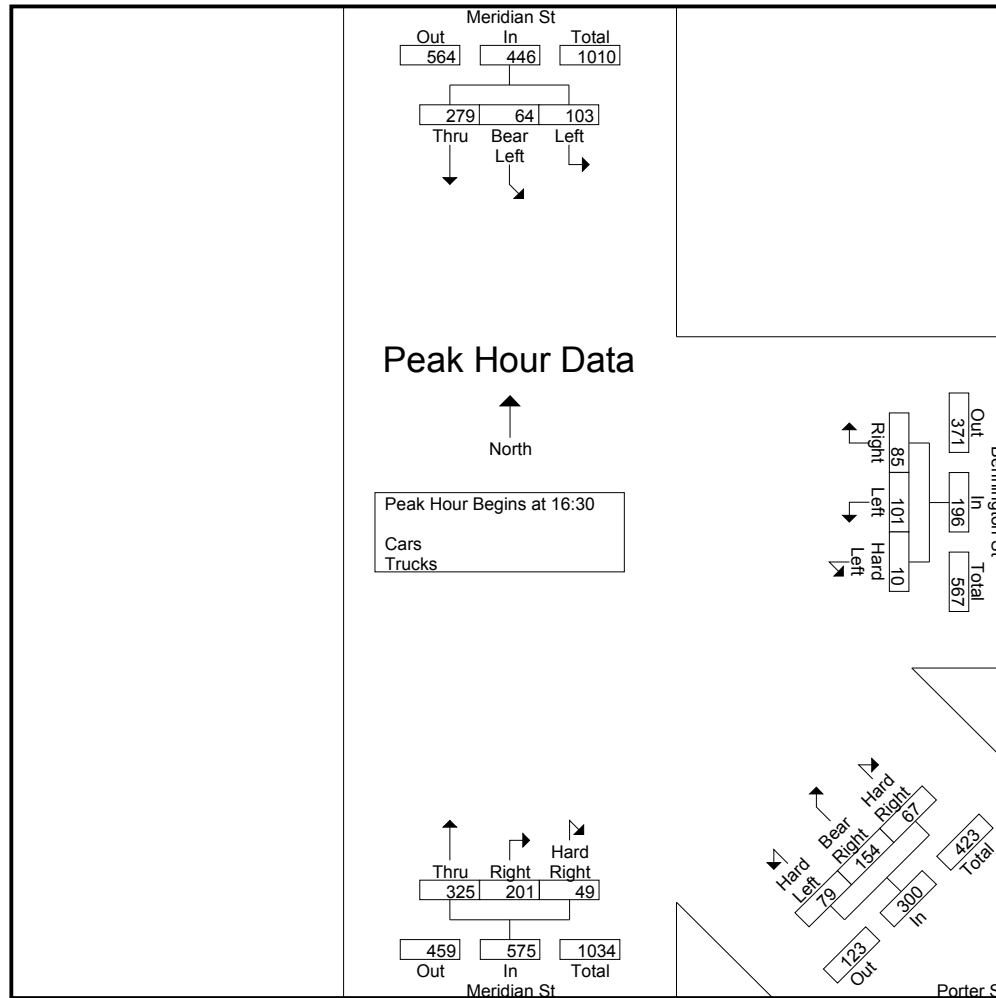 Meridian St
Out In Total
564 446 1010
279 64 103
Thru Bear Left Left
Peak Hour Data
North
Peak Hour Begins at 16:30
Cars
Trucks
Out In Total
371 196 567
85 101 10
Right Left Hard Left
Hard Left Bear Right Hard Right
79 154 67
123 300 423
Out In Total
Thru Right Hard Right
325 201 49
459 575 1034
Out In Total
Meridian St
Porter S